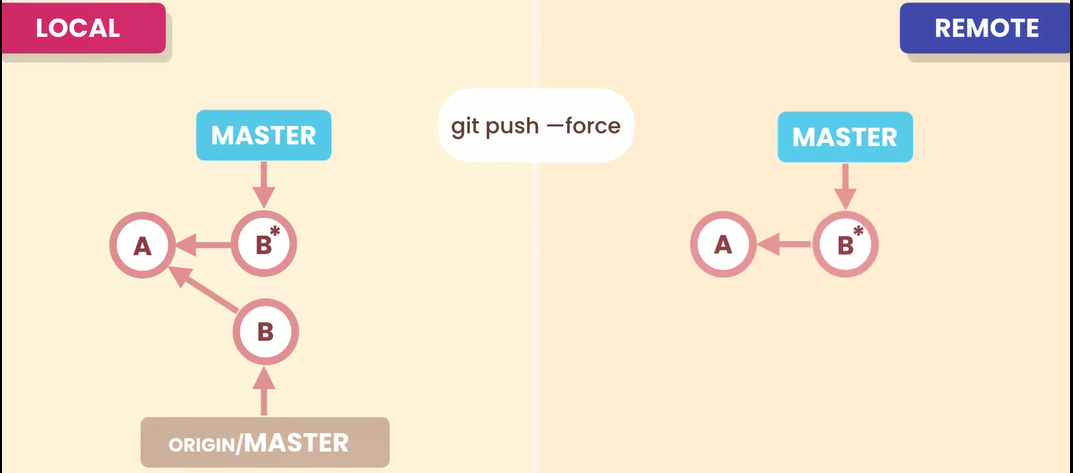 LOCAL
REMOTE
git push —force
MASTER
MASTER
A
B*
A
B*
B
ORIGIN/MASTER